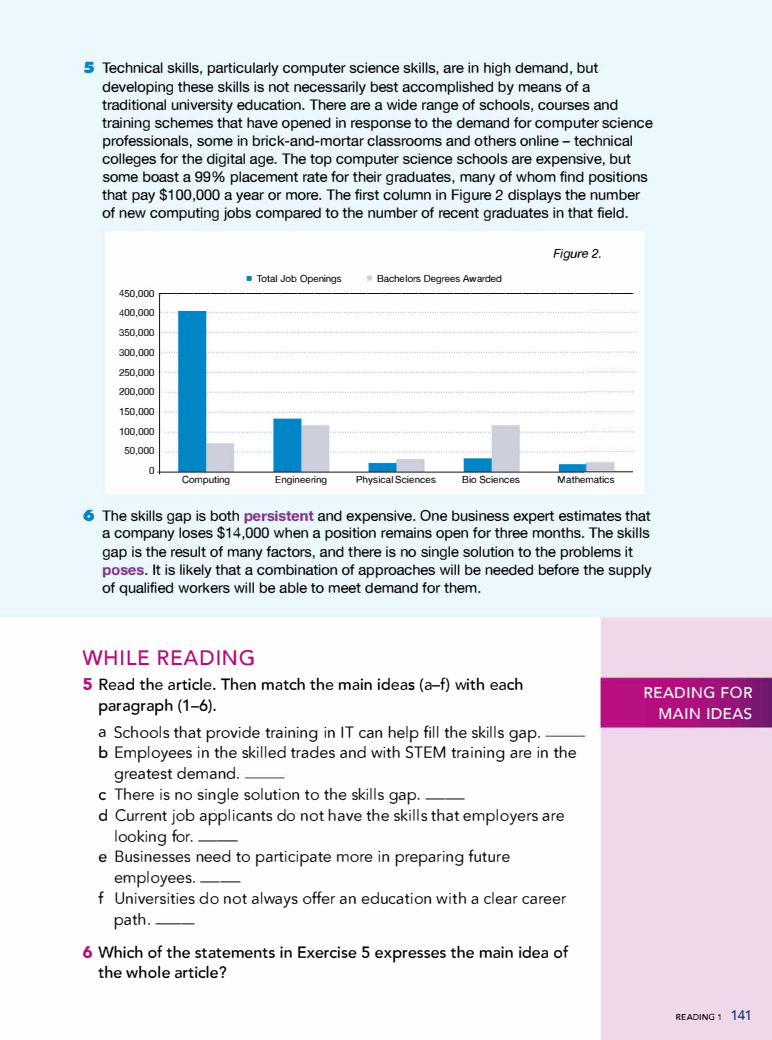 5 Technical skills, particularly computer science skills, are in high demand, but
developing these skills is not necessarily best accomplished by means of a
traditional university education. There are a wide range of schools, courses and
training schemes that have opened in response to the demand for computer science
professionals, some in brick-and-mortar classrooms and others online – technical
colleges for the digital age. The top computer science schools are expensive, but
some boast a 99% placement rate for their graduates, many of whom find positions
that pay $100,000 a year or more. The first column in Figure 2 displays the number
of new computing jobs compared to the number of recent graduates in that field.
Figure 2.
Total Job Openings Bachelors Degrees Awarded
450,000
400,000
350,000
300,000
250,000
200,000
150,000
100,000
50,000
0
Computing Engineering Physical Sciences Bio Sciences Mathematics
6 The skills gap is both persistent and expensive. One business expert estimates that
a company loses $14,000 when a position remains open for three months. The skills
gap is the result of many factors, and there is no single solution to the problems it
poses. It is likely that a combination of approaches will be needed before the supply
of qualified workers will be able to meet demand for them.
WHILE READING
5 Read the article. Then match the main ideas (a–f) with each
paragraph (1–6).
a Schools that provide training in IT can help fill the skills gap. _____
b Employees in the skilled trades and with STEM training are in the
greatest demand. _____
c There is no single solution to the skills gap. _____
d Current job applicants do not have the skills that employers are
looking for. _____
e Businesses need to participate more in preparing future
employees. _____
f Universities do not always offer an education with a clear career
path. _____
6 Which of the statements in Exercise 5 expresses the main idea of
the whole article?
READING FOR
MAIN IDEAS
READING 1 141